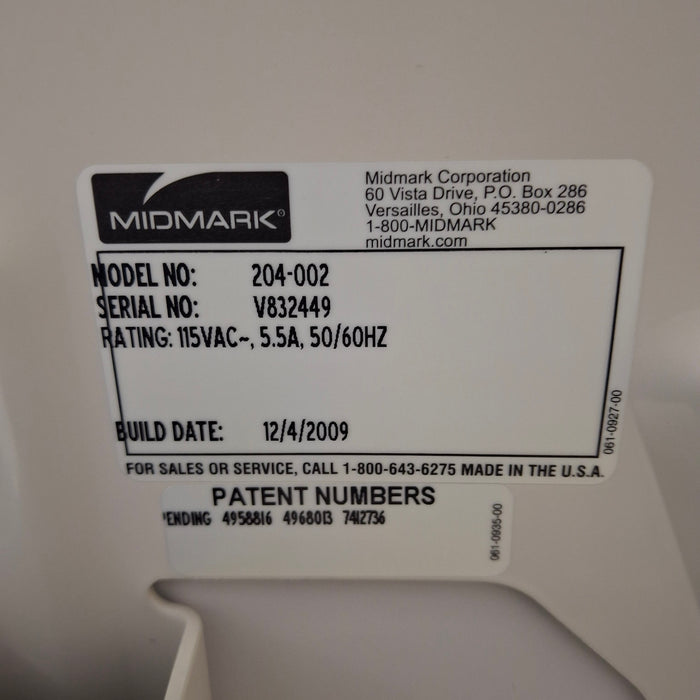 MIDMARK®
Midmark Corporation
60 Vista Drive, P.O. Box 286
Versailles, Ohio 45380-0286
1-800-MIDMARK
midmark.com
MODEL NO: 204-002
SERIAL NO: V832449
RATING: 115VAC~, 5.5A, 50/60HZ
BUILD DATE: 12/4/2009
061-0927-00
FOR SALES OR SERVICE, CALL 1-800-643-6275 MADE IN THE U.S.A.
PATENT NUMBERS
PENDING 4958816 4968013 7412736
061-0935-00